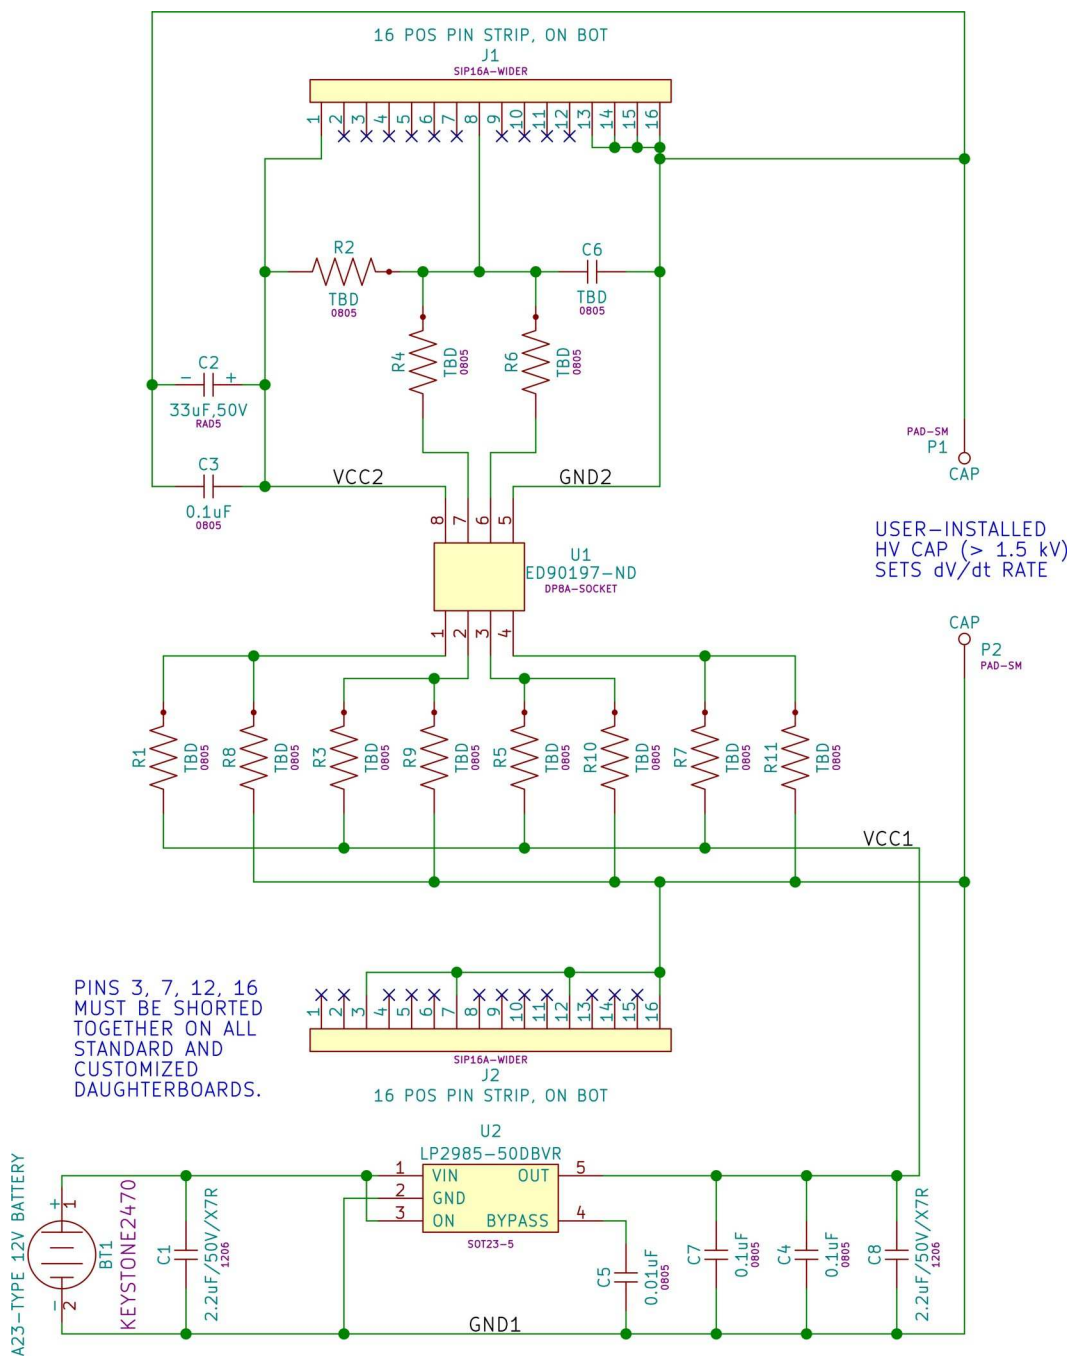 16 POS PIN STRIP, ON BOT
J1
SIP16A-WIDER
1 2 3 4 5 6 7 8 9 10 11 12 13 14 15 16
R2
TBD
0805
C6
TBD
0805
R4
TBD
0805
R6
TBD
0805
C2
- +
33uF,50V
RAD5
C3
0.1uF
0805
VCC2
GND2
PAD-SM
P1
CAP
USER-INSTALLED
HV CAP (> 1.5 kV)
SETS dV/dt RATE
CAP
P2
PAD-SM
8 7 6 5
U1
ED90197-ND
DP8A-SOCKET
1 2 3 4
R1
TBD
0805
R8
TBD
0805
R3
TBD
0805
R9
TBD
0805
R5
TBD
0805
R10
TBD
0805
R7
TBD
0805
R11
TBD
0805
VCC1
PINS 3, 7, 12, 16
MUST BE SHORTED
TOGETHER ON ALL
STANDARD AND
CUSTOMIZED
DAUGHTERBOARDS.
1 2 3 4 5 6 7 8 9 10 11 12 13 14 15 16
SIP16A-WIDER
J2
16 POS PIN STRIP, ON BOT
U2
LP2985-50DBVR
1 VIN OUT 5
2 GND
3 ON BYPASS 4
SOT23-5
A23-TYPE 12V BATTERY
+ 1
- 2
BT1
KEYSTONE2470
C1
2.2uF/50V/X7R
1206
C5
0.01uF
0805
C7
0.1uF
0805
C4
0.1uF
0805
C8
2.2uF/50V/X7R
1206
GND1